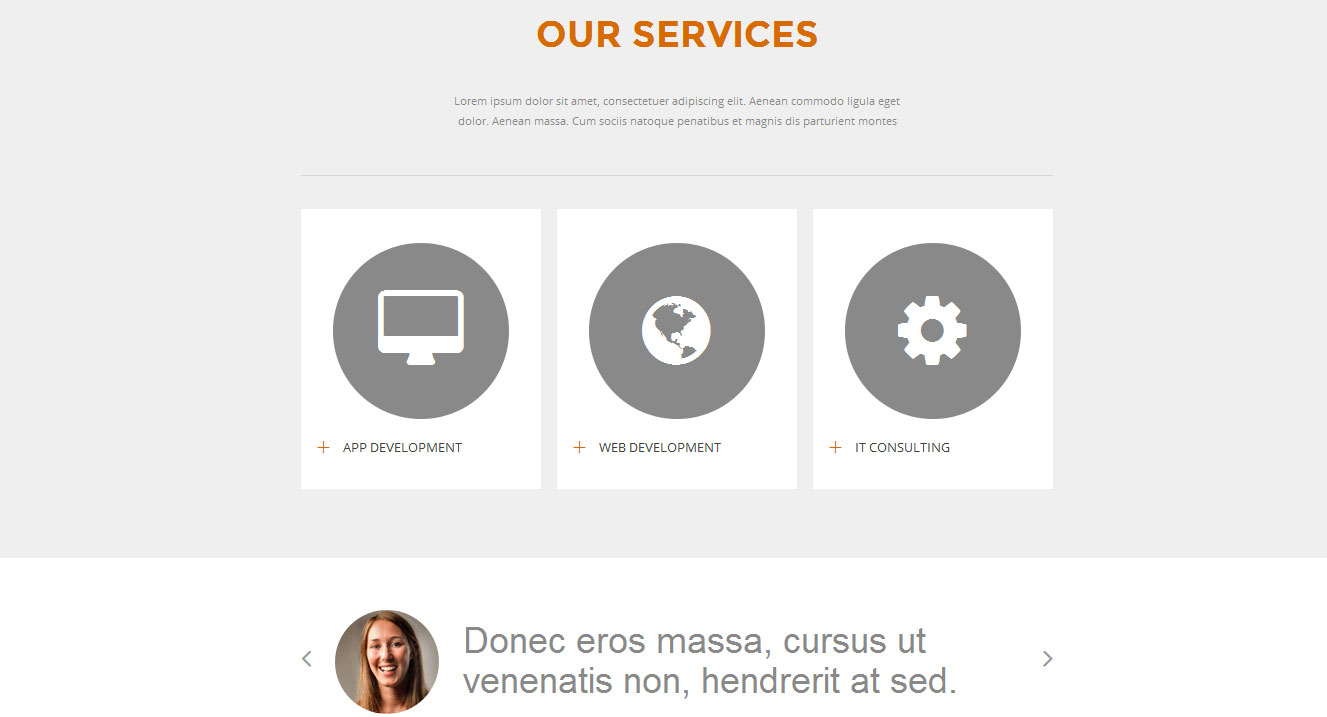 OUR SERVICES
Lorem ipsum dolor sit amet, consectetuer adipiscing elit. Aenean commodo ligula eget
dolor. Aenean massa. Cum sociis natoque penatibus et magnis dis parturient montes
APP DEVELOPMENT
WEB DEVELOPMENT
IT CONSULTING
Donec eros massa, cursus ut
venenatis non, hendrerit at sed.